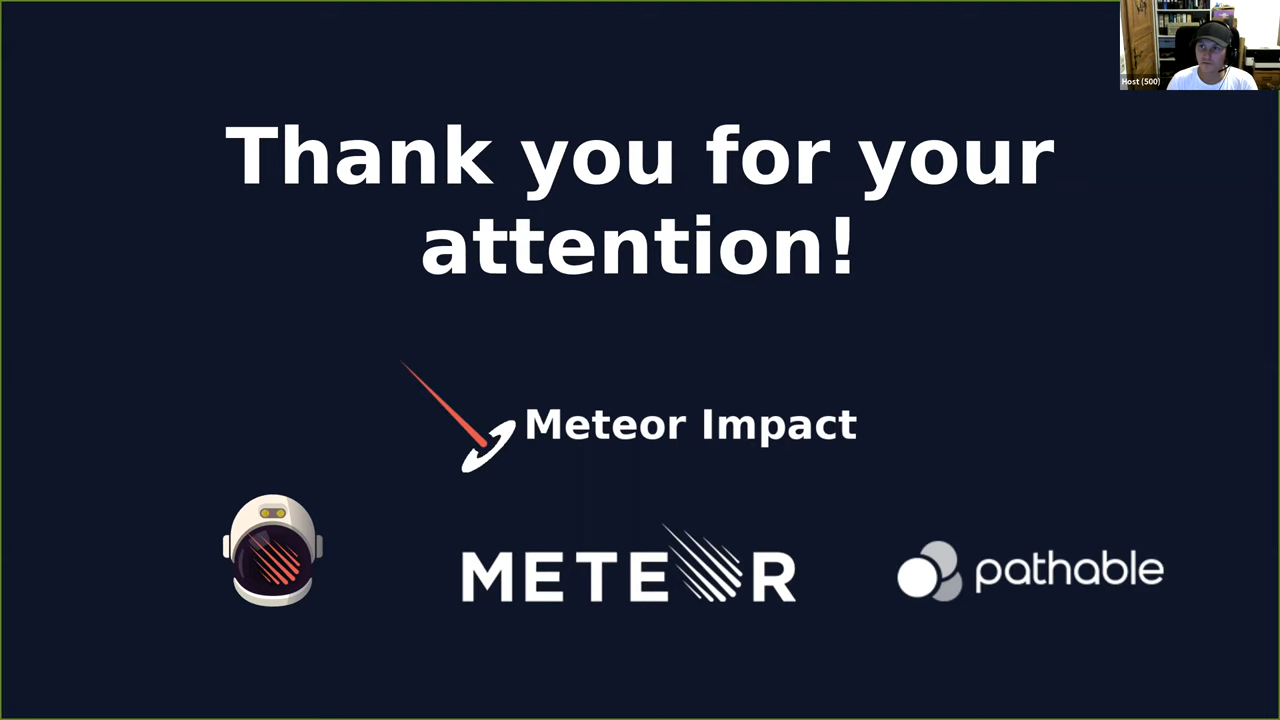 Host (500)
Thank you for your
attention!
Meteor Impact
METEOR
pathable